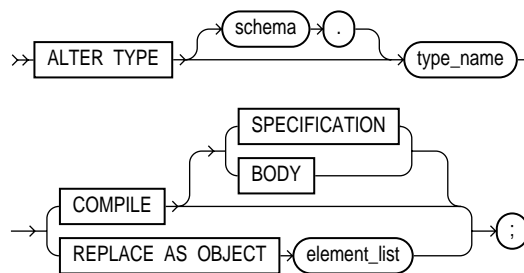 schema .
ALTER TYPE type_name
SPECIFICATION
BODY
COMPILE
REPLACE AS OBJECT element_list ;